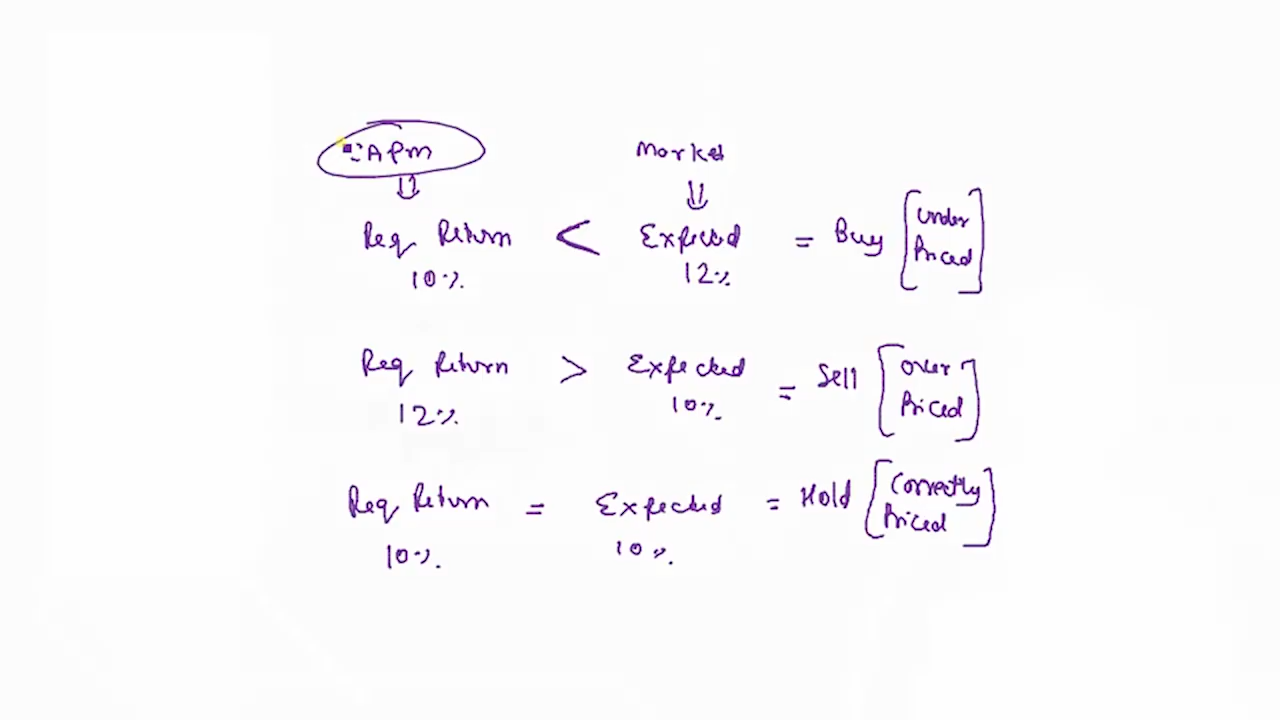 CAPM Market
⇓ ⇓
Req Return < Expected = Buy [Under Priced]
10% 12%
Req Return > Expected = Sell [Over Priced]
12% 10%
Req Return = Expected = Hold [Correctly Priced]
10% 10%